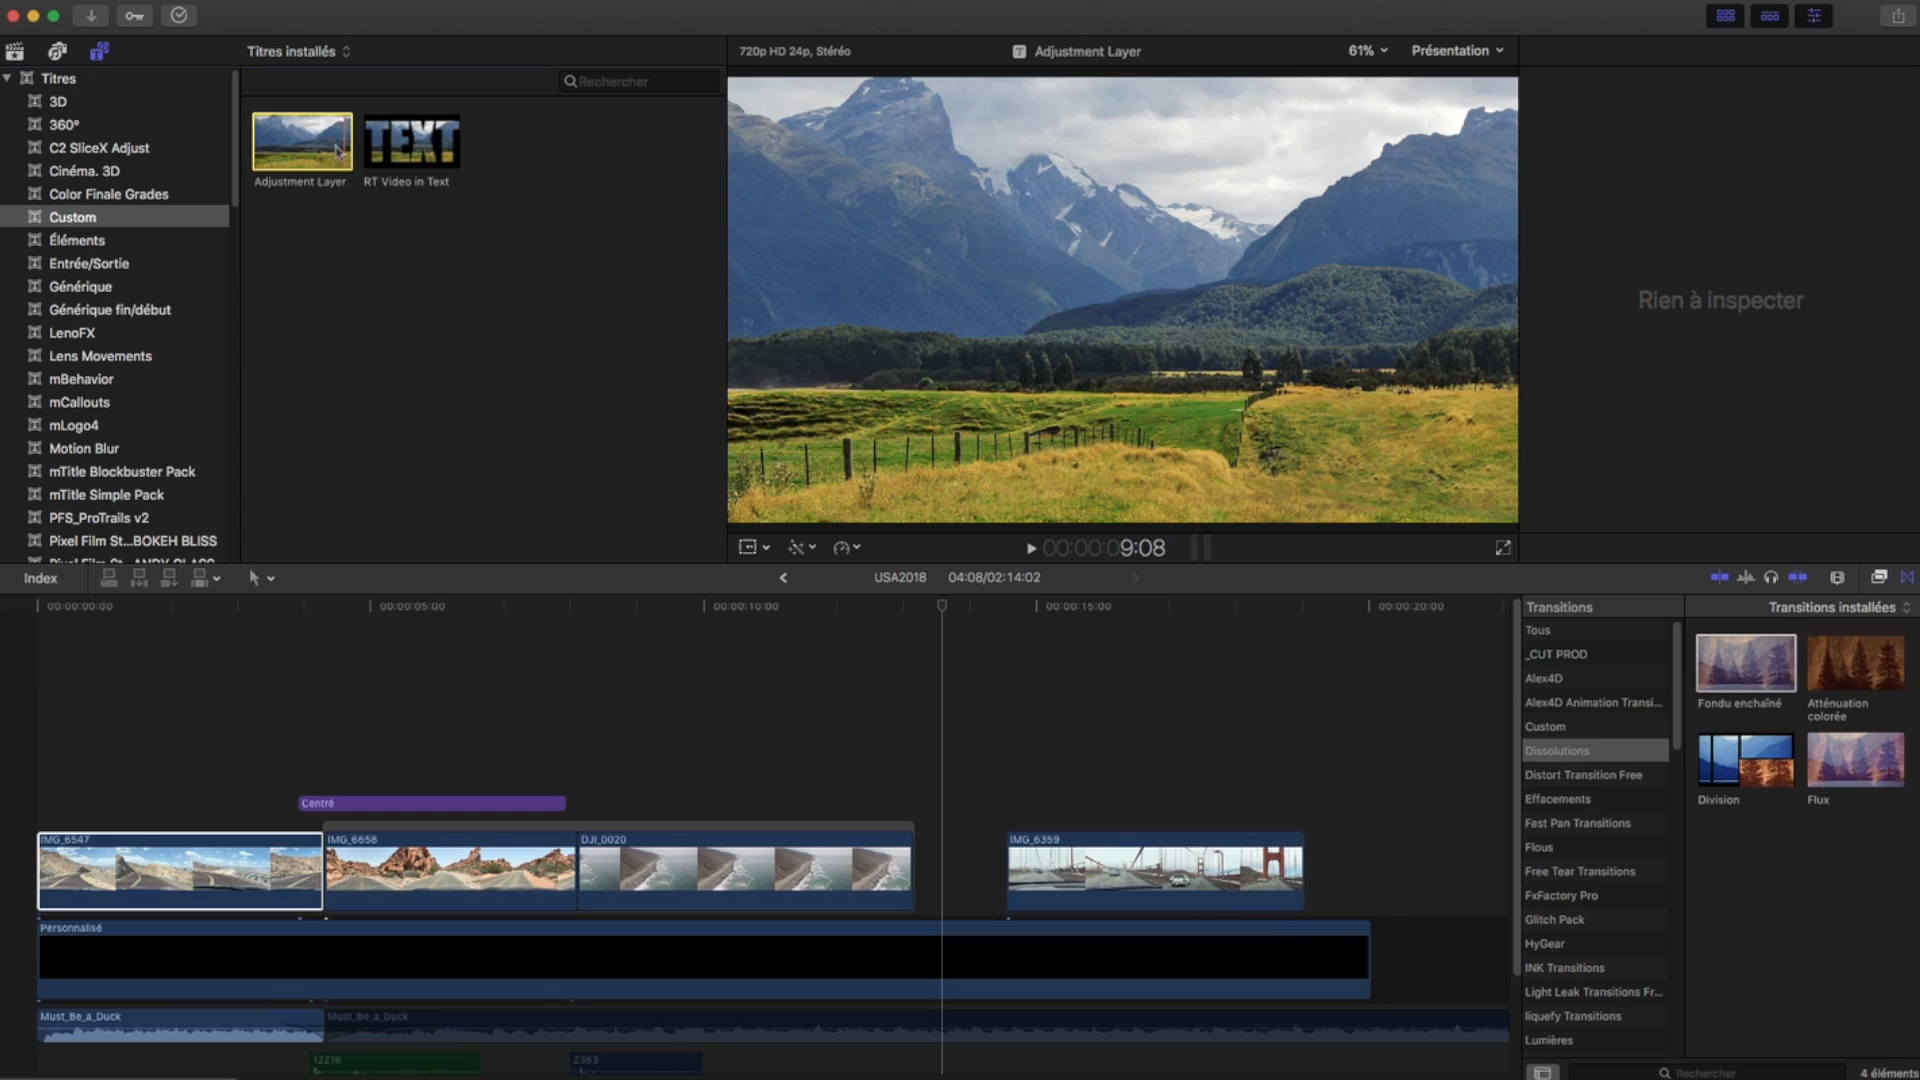 Titres installés
720p HD 24p, Stéréo
Adjustment Layer
61%
Présentation
Titres
Rechercher
3D
360°
C2 SliceX Adjust
Cinéma. 3D
Color Finale Grades
Custom
Éléments
Entrée/Sortie
Générique
Générique fin/début
LenoFX
Lens Movements
mBehavior
mCallouts
mLogo4
Motion Blur
mTitle Blockbuster Pack
mTitle Simple Pack
PFS_ProTrails v2
Pixel Film St...BOKEH BLISS
TEXT
Adjustment Layer
RT Video in Text
Rien à inspecter
00:00:09:08
Index
USA2018
04:08/02:14:02
00:00:00:00
00:00:05:00
00:00:10:00
00:00:15:00
00:00:20:00
Centré
IMG_6547
IMG_6658
DJI_0020
IMG_6359
Personnalisé
Must_Be_a_Duck
Must_Be_a_Duck
12216
2363
Transitions
Transitions installées
Tous
_CUT PROD
Alex4D
Alex4D Animation Transi...
Custom
Dissolutions
Distort Transition Free
Effacements
Fast Pan Transitions
Flous
Free Tear Transitions
FxFactory Pro
Glitch Pack
HyGear
INK Transitions
Light Leak Transitions Fr...
liquefy Transitions
Lumières
Fondu enchaîné
Atténuation
colorée
Division
Flux
Rechercher
4 éléments